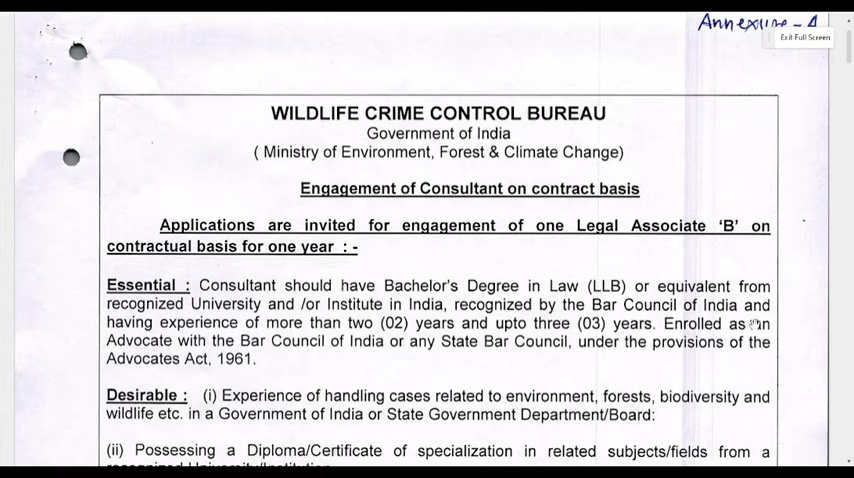 Annexure - A
Exit Full Screen
WILDLIFE CRIME CONTROL BUREAU
Government of India
( Ministry of Environment, Forest & Climate Change)
Engagement of Consultant on contract basis
Applications are invited for engagement of one Legal Associate ‘B’ on
contractual basis for one year : -
Essential : Consultant should have Bachelor's Degree in Law (LLB) or equivalent from
recognized University and /or Institute in India, recognized by the Bar Council of India and
having experience of more than two (02) years and upto three (03) years. Enrolled as an
Advocate with the Bar Council of India or any State Bar Council, under the provisions of the
Advocates Act, 1961.
Desirable : (i) Experience of handling cases related to environment, forests, biodiversity and
wildlife etc. in a Government of India or State Government Department/Board:
(ii) Possessing a Diploma/Certificate of specialization in related subjects/fields from a